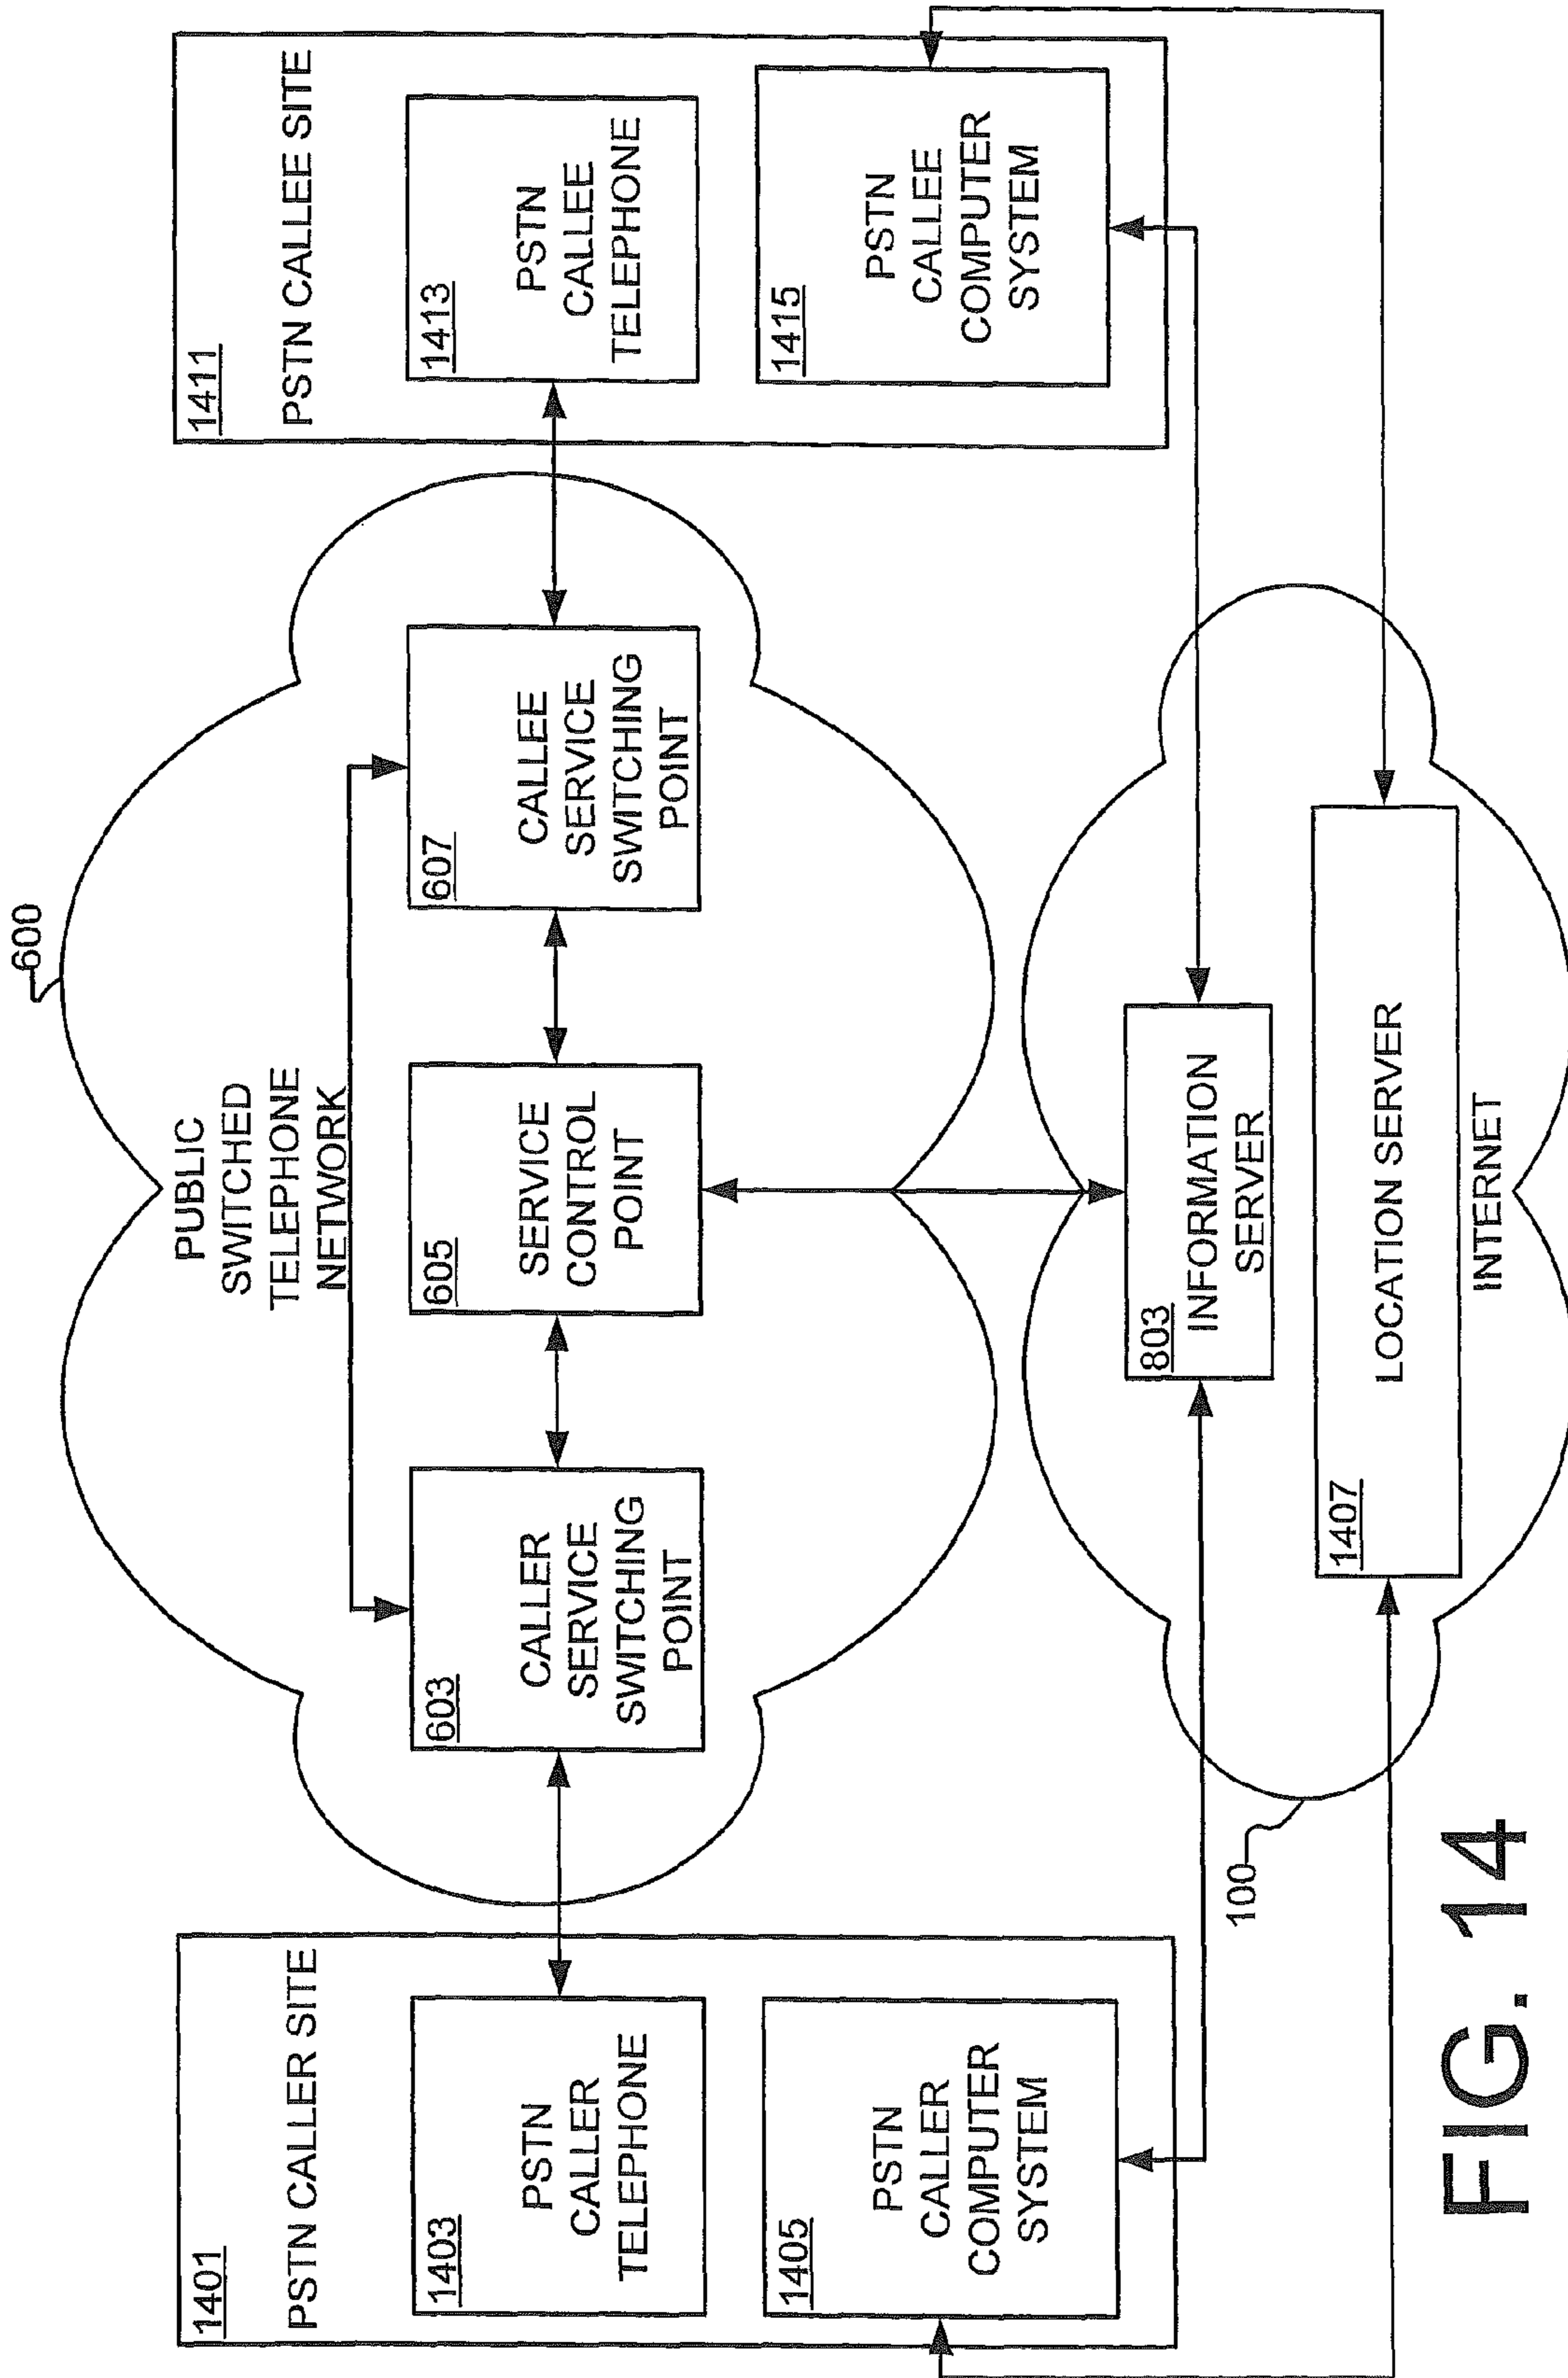 600
PUBLIC
SWITCHED
TELEPHONE
NETWORK
1401
PSTN CALLER SITE
1403
PSTN
CALLER
TELEPHONE
1405
PSTN
CALLER
COMPUTER
SYSTEM
603
CALLER
SERVICE
SWITCHING
POINT
605
SERVICE
CONTROL
POINT
607
CALLEE
SERVICE
SWITCHING
POINT
1411
PSTN CALLEE SITE
1413
PSTN
CALLEE
TELEPHONE
1415
PSTN
CALLEE
COMPUTER
SYSTEM
100
803
INFORMATION
SERVER
1407
LOCATION SERVER
INTERNET
FIG. 14